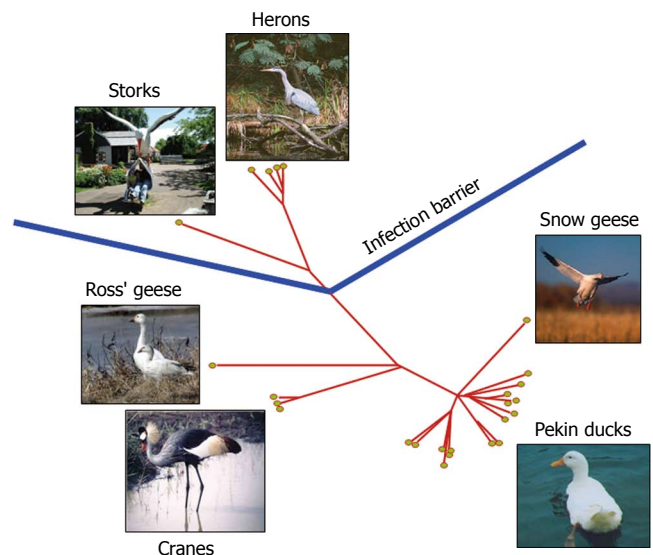 Herons
Storks
Infection barrier
Snow geese
Ross' geese
Pekin ducks
Cranes